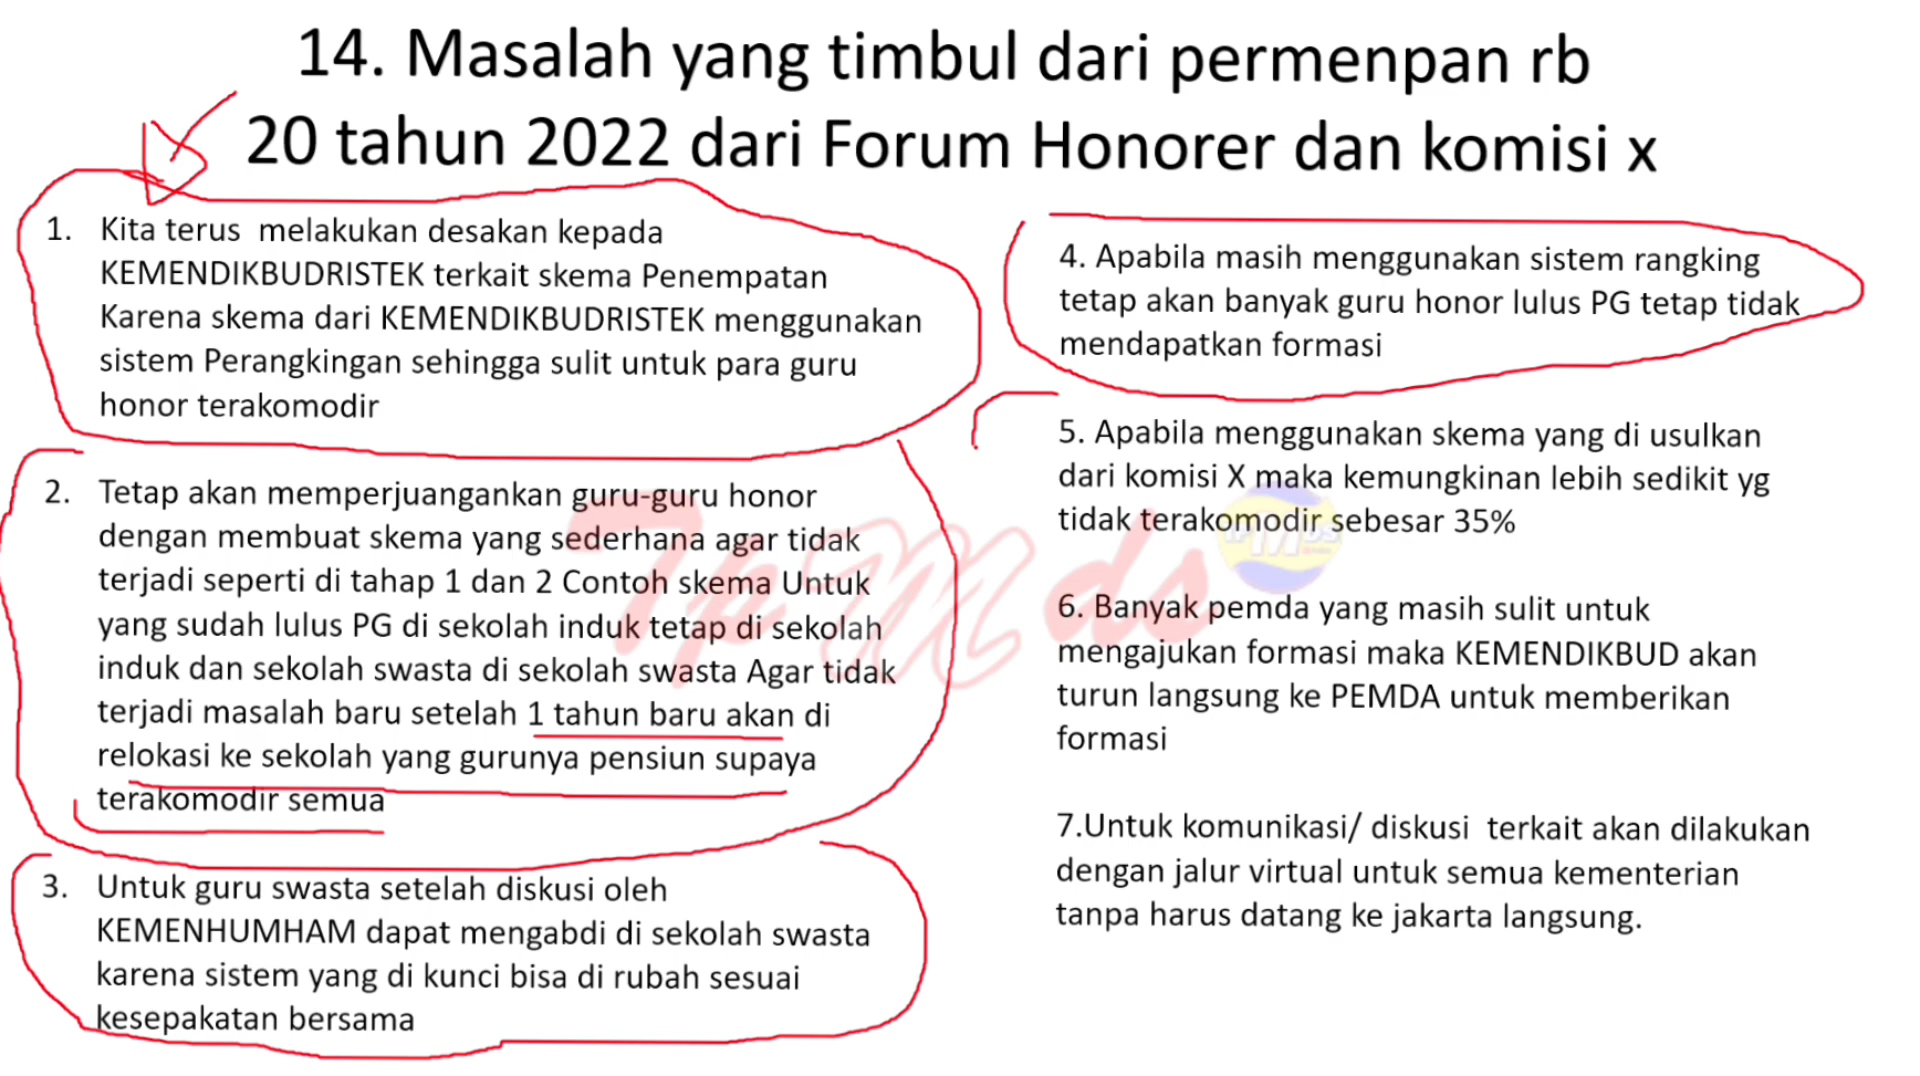 14. Masalah yang timbul dari permenpan rb
20 tahun 2022 dari Forum Honorer dan komisi x
1. Kita terus melakukan desakan kepada
KEMENDIKBUDRISTEK terkait skema Penempatan
Karena skema dari KEMENDIKBUDRISTEK menggunakan
sistem Perangkingan sehingga sulit untuk para guru
honor terakomodir
2. Tetap akan memperjuangankan guru-guru honor
dengan membuat skema yang sederhana agar tidak
terjadi seperti di tahap 1 dan 2 Contoh skema Untuk
yang sudah lulus PG di sekolah induk tetap di sekolah
induk dan sekolah swasta di sekolah swasta Agar tidak
terjadi masalah baru setelah 1 tahun baru akan di
relokasi ke sekolah yang gurunya pensiun supaya
terakomodir semua
3. Untuk guru swasta setelah diskusi oleh
KEMENHUMHAM dapat mengabdi di sekolah swasta
karena sistem yang di kunci bisa di rubah sesuai
kesepakatan bersama
4. Apabila masih menggunakan sistem rangking
tetap akan banyak guru honor lulus PG tetap tidak
mendapatkan formasi
5. Apabila menggunakan skema yang di usulkan
dari komisi X maka kemungkinan lebih sedikit yg
tidak terakomodir sebesar 35%
6. Banyak pemda yang masih sulit untuk
mengajukan formasi maka KEMENDIKBUD akan
turun langsung ke PEMDA untuk memberikan
formasi
7.Untuk komunikasi/ diskusi terkait akan dilakukan
dengan jalur virtual untuk semua kementerian
tanpa harus datang ke jakarta langsung.